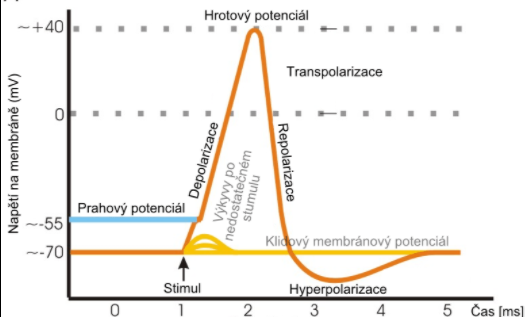 Hrotový potenciál
~+40
Transpolarizace
0
Napětí na membráně (mV)
Depolarizace
Repolarizace
Výkyvy po
nedostatečném
stumulu
Prahový potenciál
~-55
Klidový membránový potenciál
~-70
Stimul
Hyperpolarizace
0 1 2 3 4 5 Čas [ms]